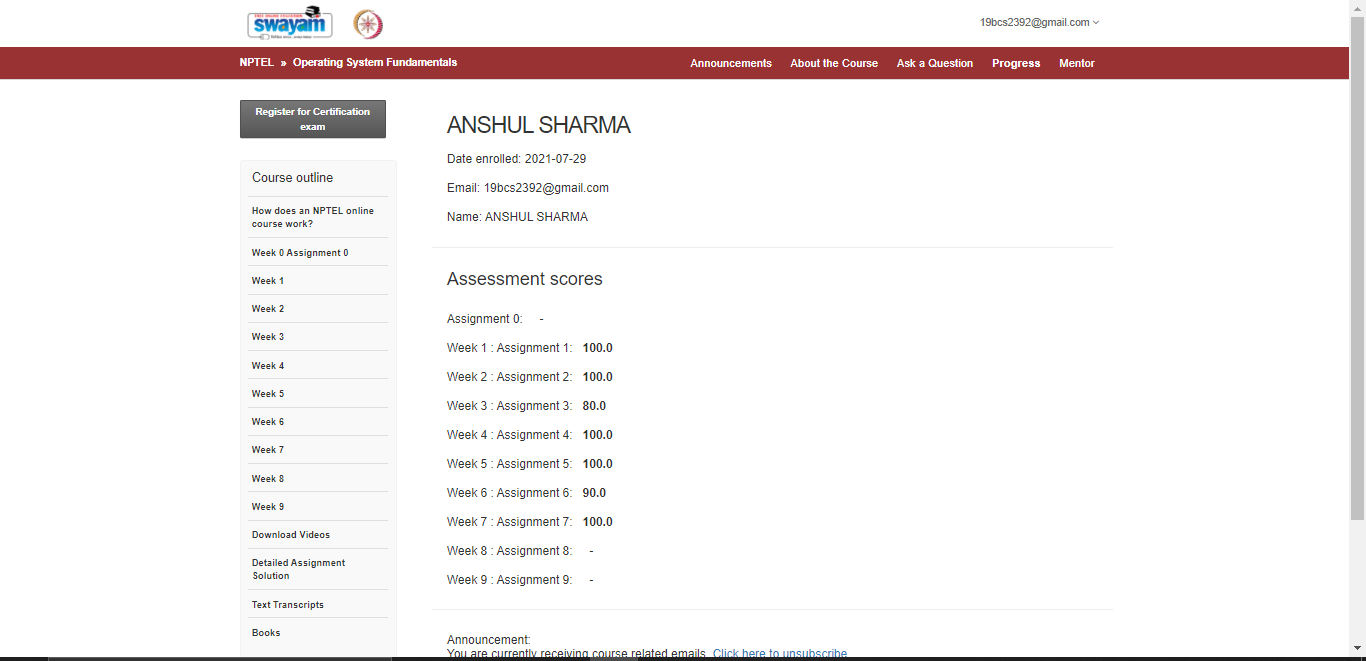 FREE ONLINE EDUCATION
swayam
19bcs2392@gmail.com
NPTEL » Operating System Fundamentals
Announcements About the Course Ask a Question Progress Mentor
Register for Certification
exam
Course outline
How does an NPTEL online
course work?
Week 0 Assignment 0
Week 1
Week 2
Week 3
Week 4
Week 5
Week 6
Week 7
Week 8
Week 9
Download Videos
Detailed Assignment
Solution
Text Transcripts
Books
ANSHUL SHARMA
Date enrolled: 2021-07-29
Email: 19bcs2392@gmail.com
Name: ANSHUL SHARMA
Assessment scores
Assignment 0: -
Week 1 : Assignment 1: 100.0
Week 2 : Assignment 2: 100.0
Week 3 : Assignment 3: 80.0
Week 4 : Assignment 4: 100.0
Week 5 : Assignment 5: 100.0
Week 6 : Assignment 6: 90.0
Week 7 : Assignment 7: 100.0
Week 8 : Assignment 8: -
Week 9 : Assignment 9: -
Announcement:
You are currently receiving course related emails. Click here to unsubscribe